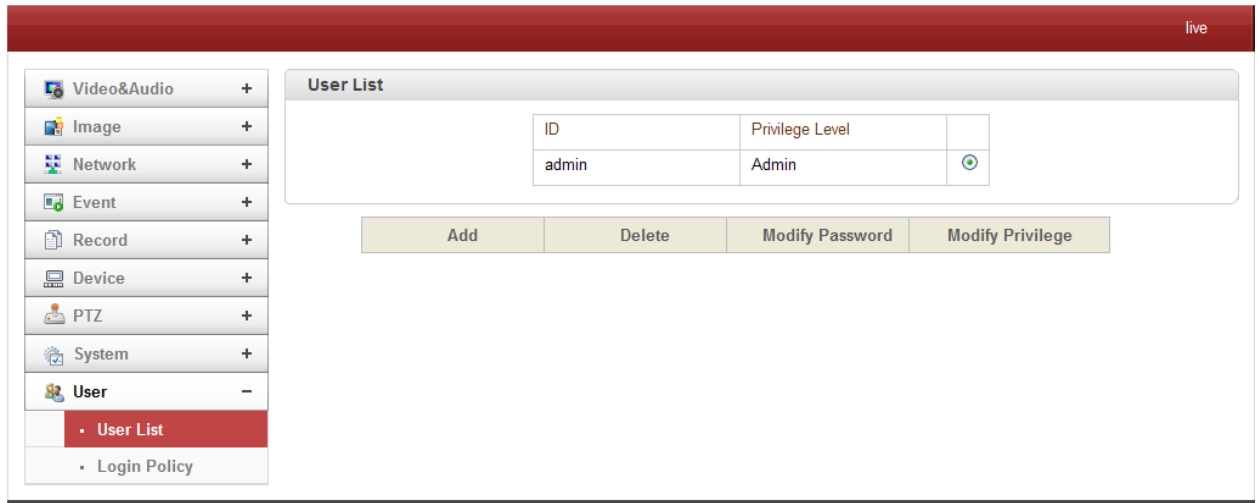 live
Video&Audio +
Image +
Network +
Event +
Record +
Device +
PTZ +
System +
User −
User List
Login Policy
User List
ID Privilege Level
admin Admin
Add Delete Modify Password Modify Privilege